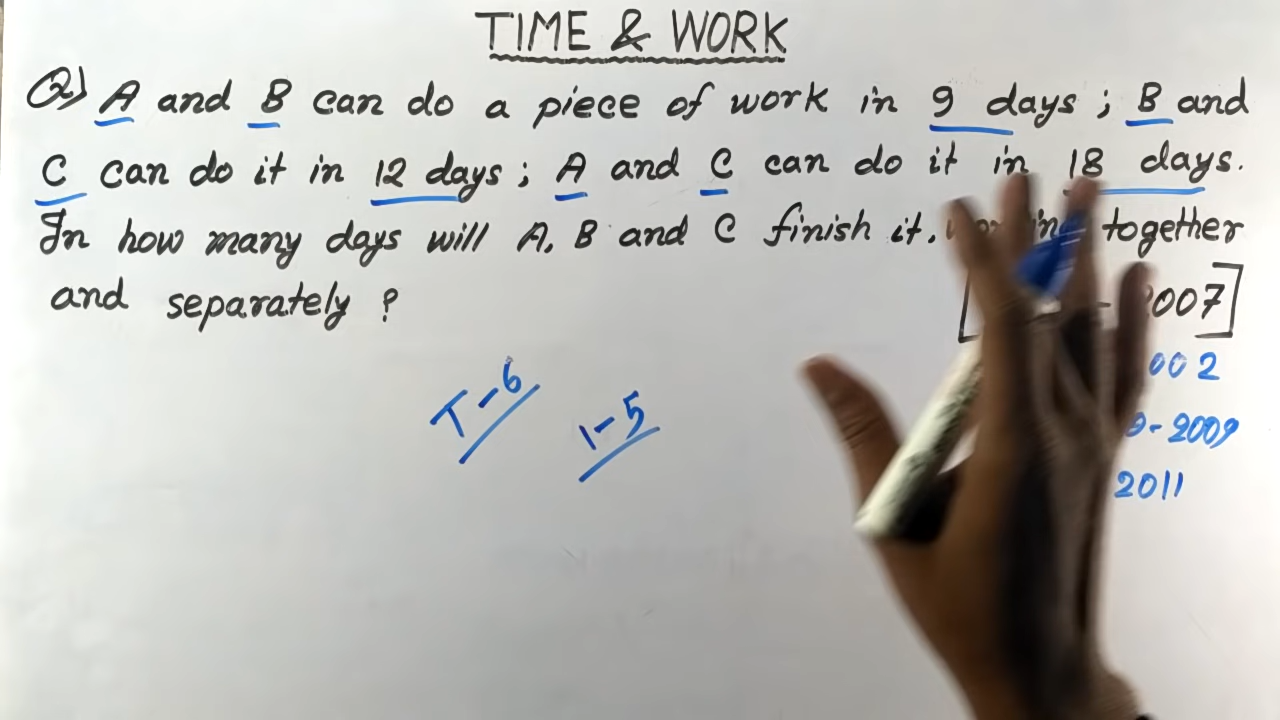 TIME & WORK
Q) A and B can do a piece of work in 9 days ; B and
C can do it in 12 days ; A and C can do it in 18 days.
In how many days will A, B and C finish it, together
and separately ?
2007]
002
T-6
1-5
- 2009
2011